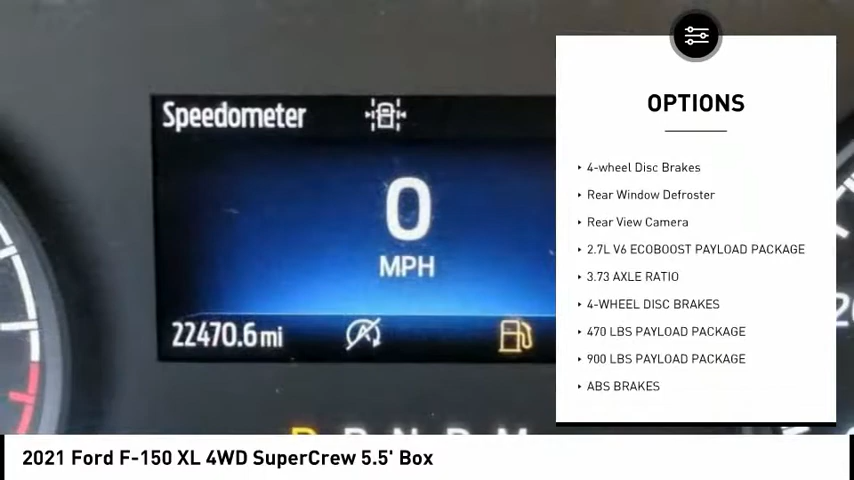 Speedometer
0
MPH
22470.6 mi
OPTIONS
4-wheel Disc Brakes
Rear Window Defroster
Rear View Camera
2.7L V6 ECOBOOST PAYLOAD PACKAGE
3.73 AXLE RATIO
4-WHEEL DISC BRAKES
470 LBS PAYLOAD PACKAGE
900 LBS PAYLOAD PACKAGE
ABS BRAKES
2021 Ford F-150 XL 4WD SuperCrew 5.5' Box